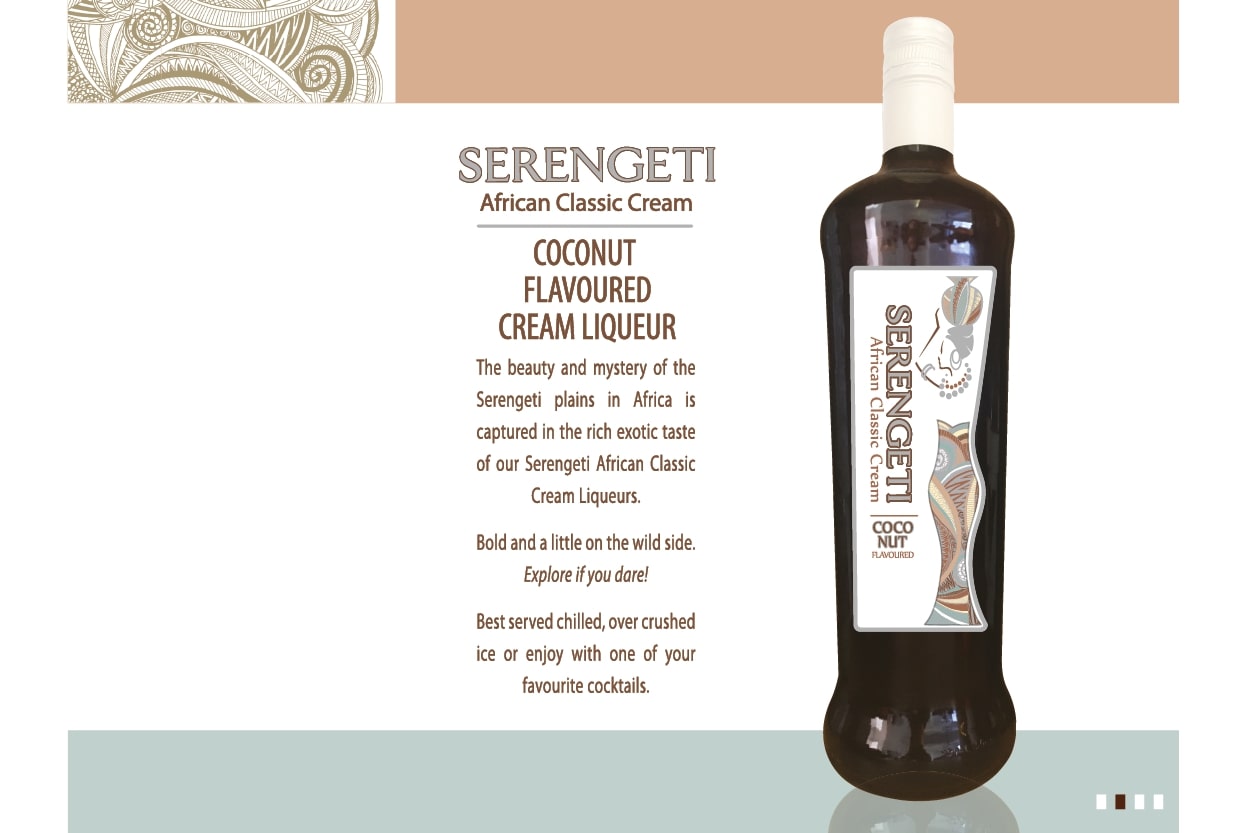 SERENGETI
African Classic Cream
COCONUT
FLAVOURED
CREAM LIQUEUR
The beauty and mystery of the
Serengeti plains in Africa is
captured in the rich exotic taste
of our Serengeti African Classic
Cream Liqueurs.
Bold and a little on the wild side.
Explore if you dare!
Best served chilled, over crushed
ice or enjoy with one of your
favourite cocktails.
SERENGETI
African Classic Cream
COCO
NUT
FLAVOURED